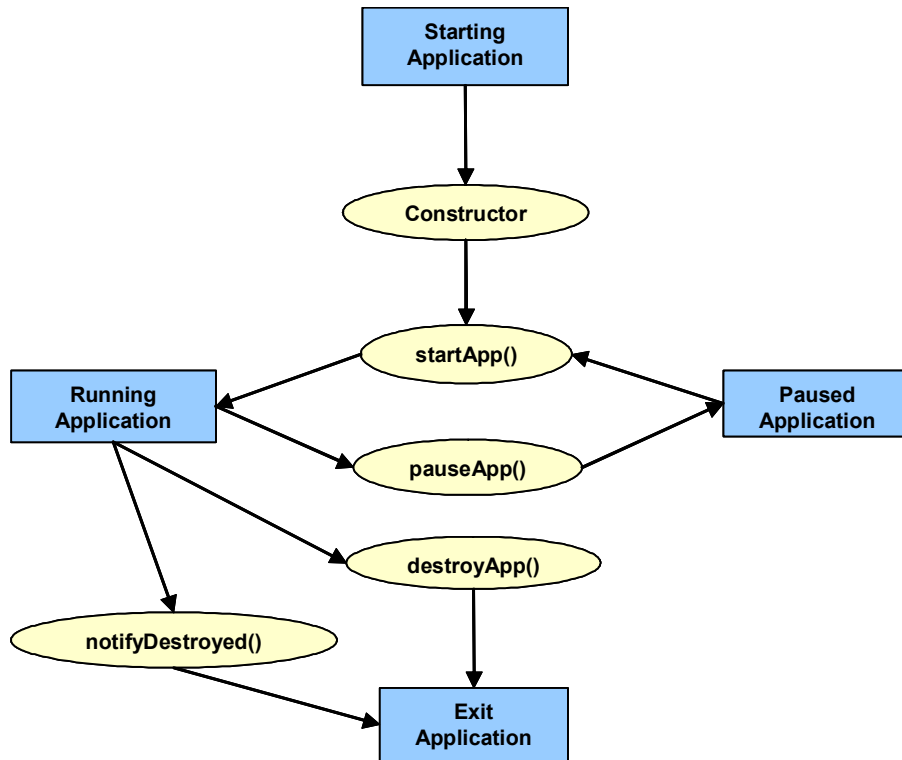 Starting
Application
Constructor
startApp()
Running
Application
Paused
Application
pauseApp()
destroyApp()
notifyDestroyed()
Exit
Application